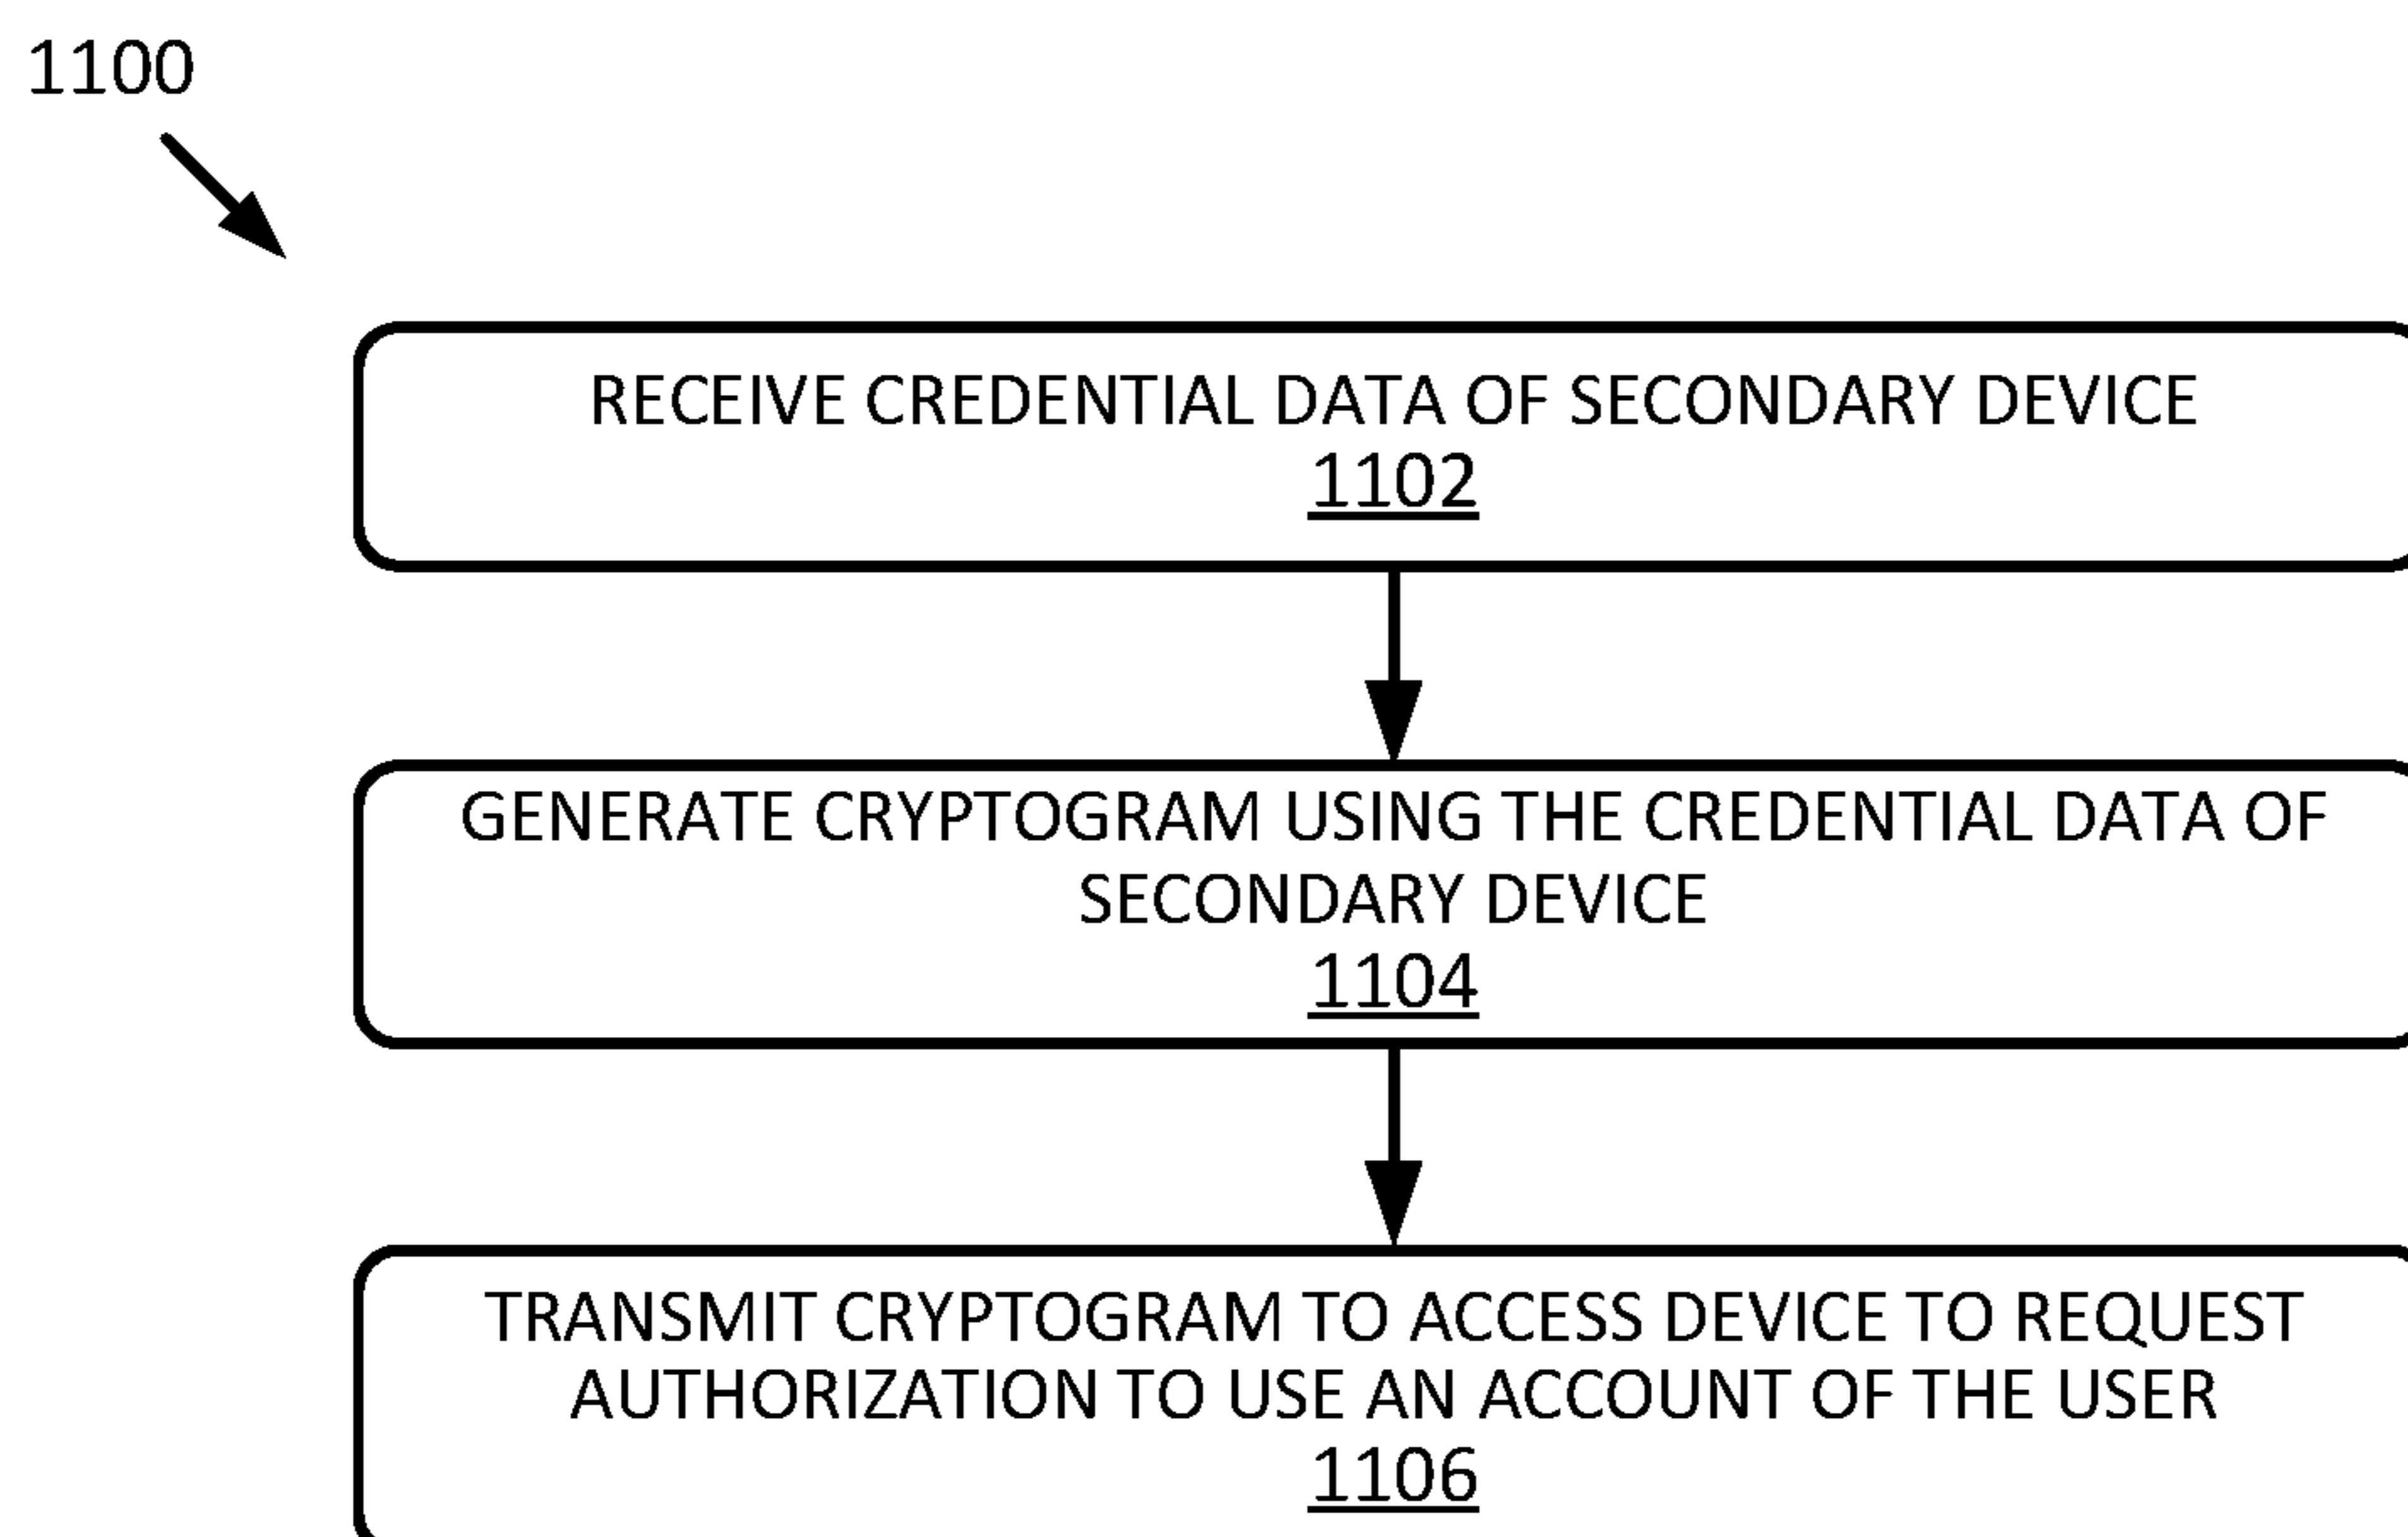 1100
RECEIVE CREDENTIAL DATA OF SECONDARY DEVICE
1102
GENERATE CRYPTOGRAM USING THE CREDENTIAL DATA OF
SECONDARY DEVICE
1104
TRANSMIT CRYPTOGRAM TO ACCESS DEVICE TO REQUEST
AUTHORIZATION TO USE AN ACCOUNT OF THE USER
1106